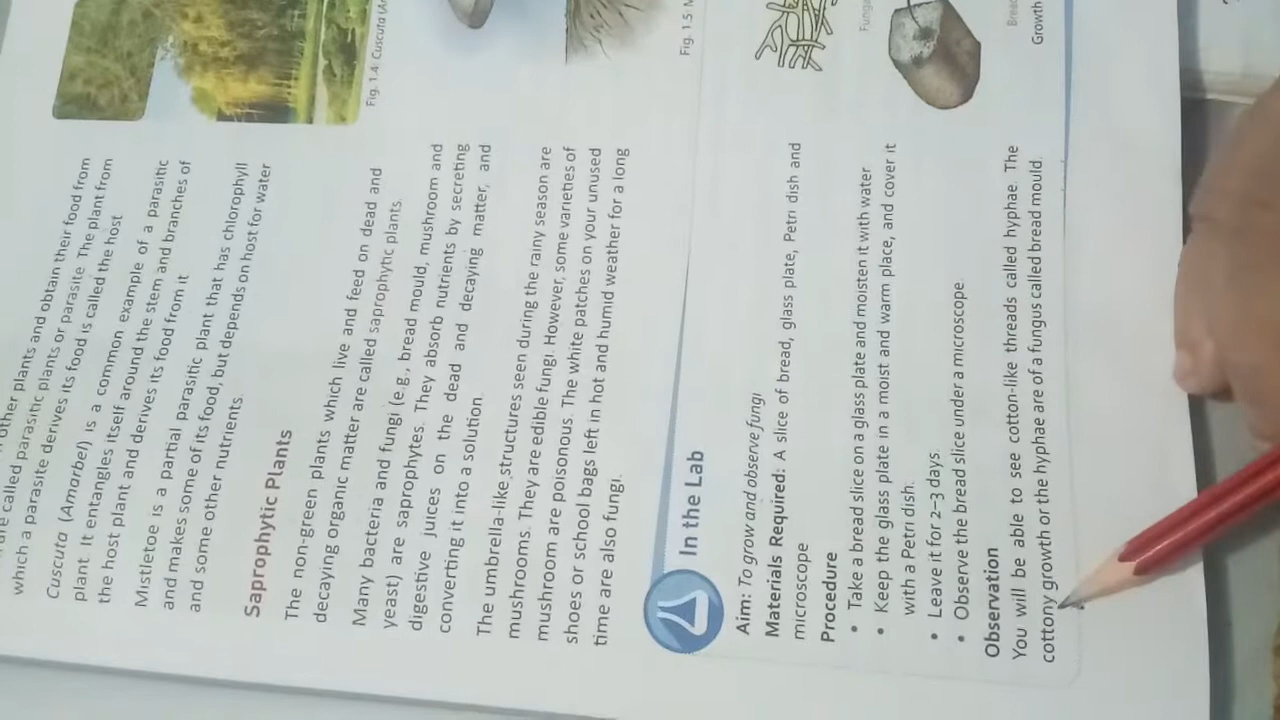 other plants and obtain their food from
are called parasitic plants or parasite. The plant from
which a parasite derives its food is called the host
Cuscuta (Amarbel) is a common example of a parasitic
plant. It entangles itself around the stem and branches of
the host plant and derives its food from it
Mistletoe is a partial parasitic plant that has chlorophyll
and makes some of its food, but depends on host for water
and some other nutrients.
Saprophytic Plants
The non-green plants which live and feed on dead and
decaying organic matter are called saprophytic plants.
Many bacteria and fungi (e.g., bread mould, mushroom and
yeast) are saprophytes. They absorb nutrients by secreting
digestive juices on the dead and decaying matter, and
converting it into a solution.
The umbrella-like structures seen during the rainy season are
mushrooms. They are edible fungi. However, some varieties of
mushroom are poisonous. The white patches on your unused
shoes or school bags left in hot and humid weather for a long
time are also fungi.
Fig. 1.4: Cuscuta (A
Fig. 1.5: M
In the Lab
Aim: To grow and observe fungi
Materials Required: A slice of bread, glass plate, Petri dish and
microscope
Procedure
• Take a bread slice on a glass plate and moisten it with water
• Keep the glass plate in a moist and warm place, and cover it
with a Petri dish.
• Leave it for 2–3 days.
• Observe the bread slice under a microscope.
Observation
You will be able to see cotton-like threads called hyphae. The
cottony growth or the hyphae are of a fungus called bread mould.
Funga
Bread
Growth